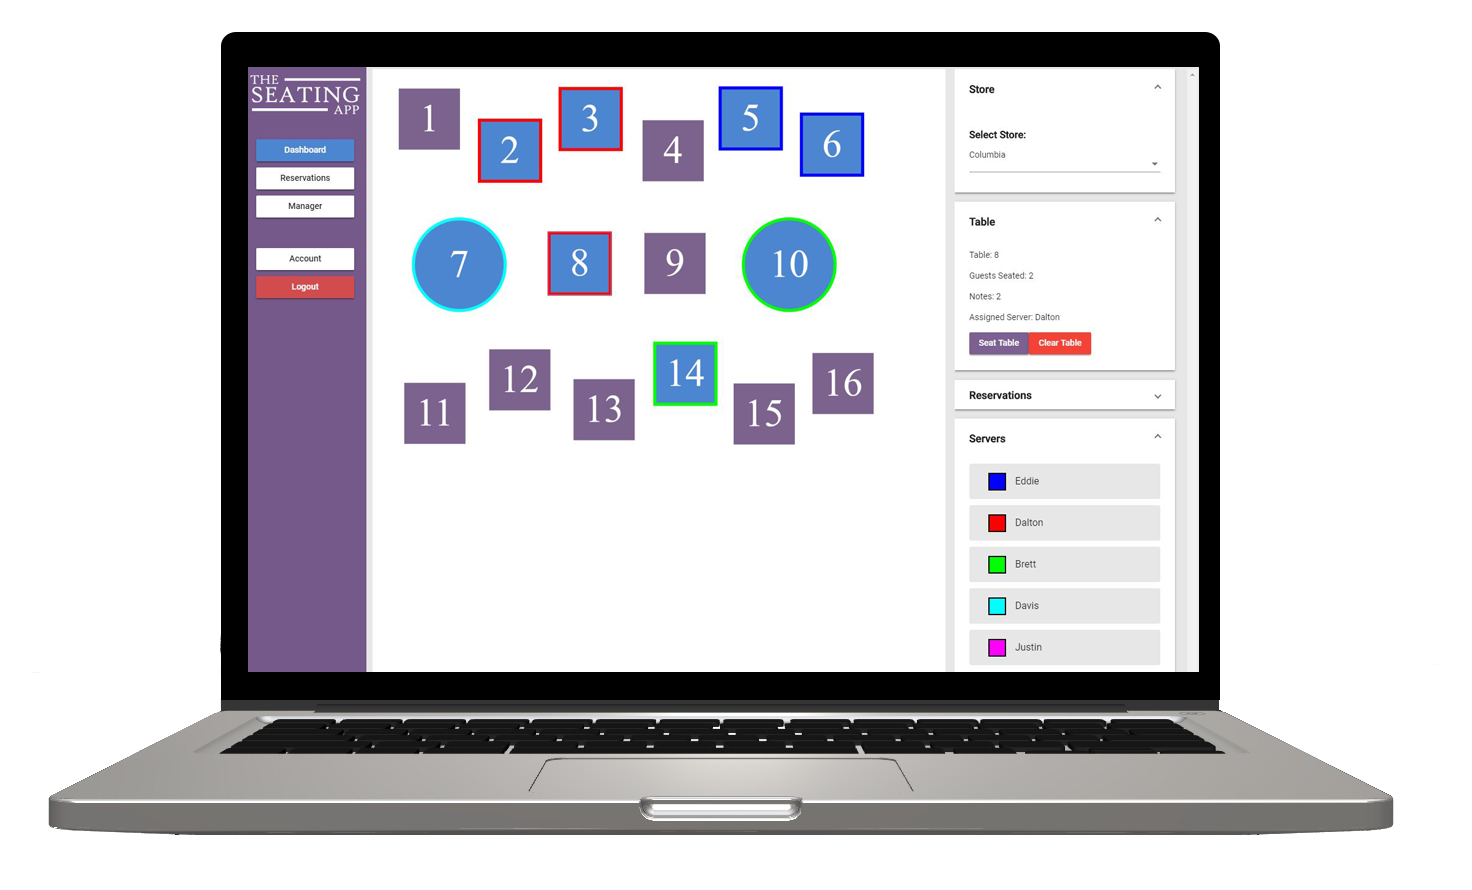 THE
SEATING
APP
Dashboard
Reservations
Manager
Account
Logout
1
2
3
4
5
6
7
8
9
10
11
12
13
14
15
16
Store
Select Store:
Columbia
Table
Table: 8
Guests Seated: 2
Notes: 2
Assigned Server: Dalton
Seat Table Clear Table
Reservations
Servers
Eddie
Dalton
Brett
Davis
Justin